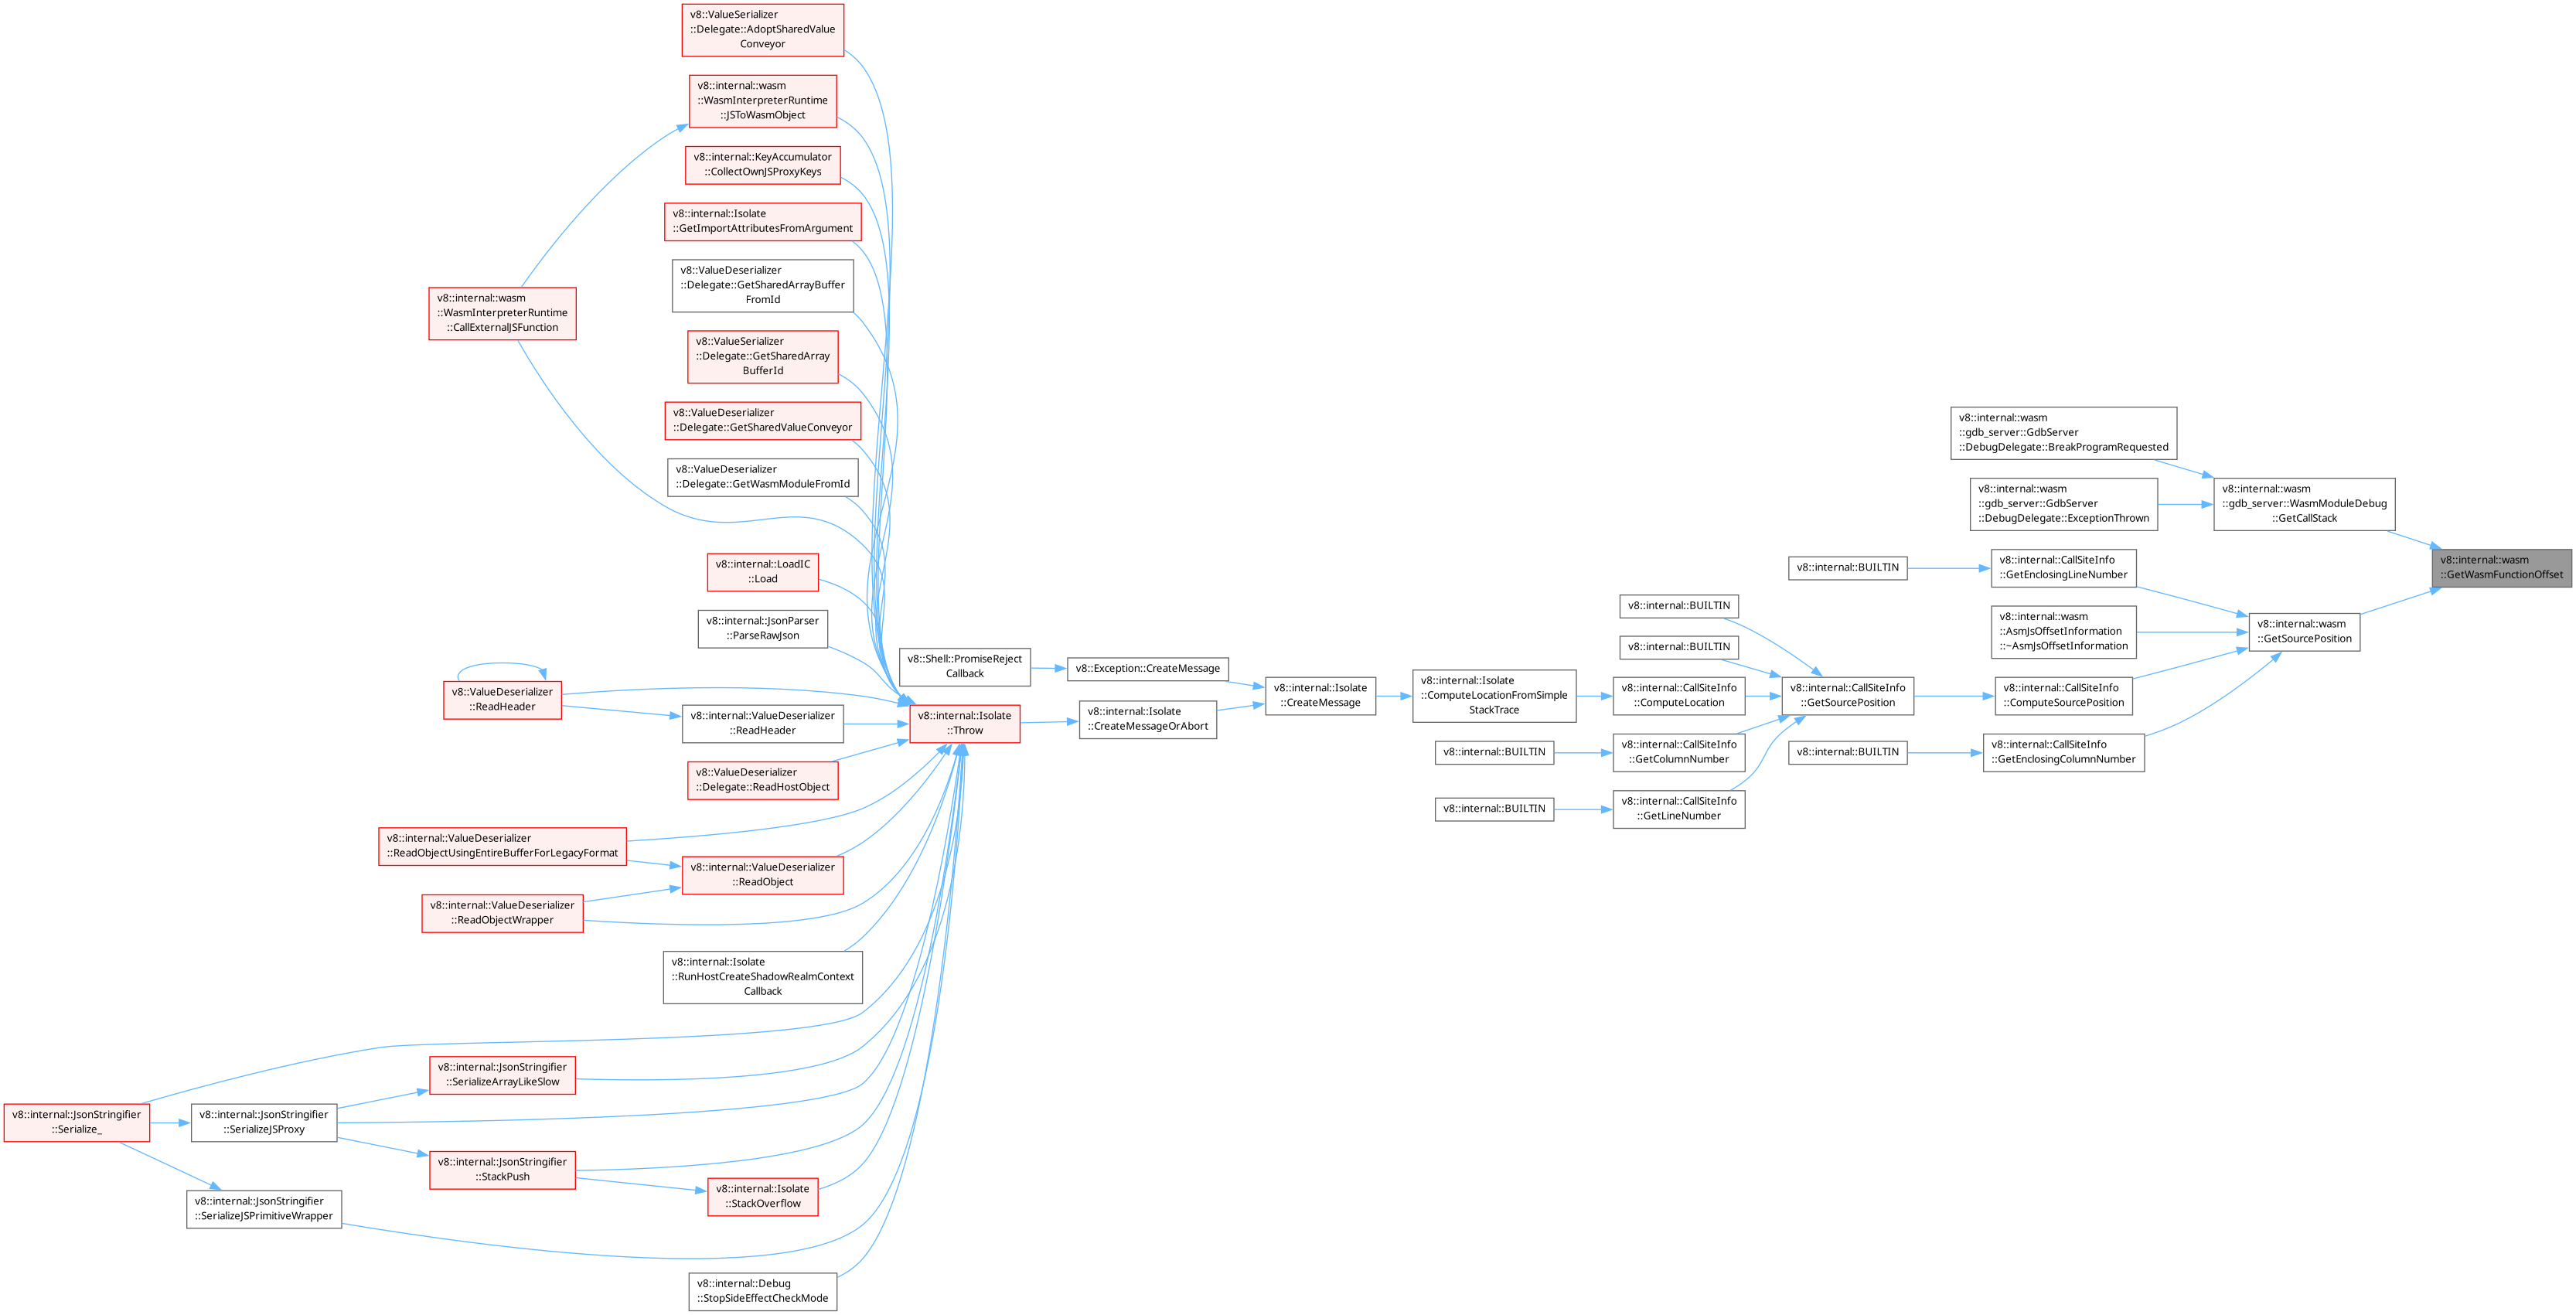 v8::ValueSerializer
::Delegate::AdoptSharedValue
Conveyor
v8::internal::wasm
::WasmInterpreterRuntime
::JSToWasmObject
v8::internal::KeyAccumulator
::CollectOwnJSProxyKeys
v8::internal::Isolate
::GetImportAttributesFromArgument
v8::ValueDeserializer
::Delegate::GetSharedArrayBuffer
FromId
v8::internal::wasm
::WasmInterpreterRuntime
::CallExternalJSFunction
v8::ValueSerializer
::Delegate::GetSharedArray
BufferId
v8::ValueDeserializer
::Delegate::GetSharedValueConveyor
v8::ValueDeserializer
::Delegate::GetWasmModuleFromId
v8::internal::LoadIC
::Load
v8::internal::JsonParser
::ParseRawJson
v8::ValueDeserializer
::ReadHeader
v8::internal::ValueDeserializer
::ReadHeader
v8::ValueDeserializer
::Delegate::ReadHostObject
v8::internal::ValueDeserializer
::ReadObjectUsingEntireBufferForLegacyFormat
v8::internal::ValueDeserializer
::ReadObject
v8::internal::ValueDeserializer
::ReadObjectWrapper
v8::internal::Isolate
::RunHostCreateShadowRealmContext
Callback
v8::internal::JsonStringifier
::SerializeArrayLikeSlow
v8::internal::JsonStringifier
::Serialize_
v8::internal::JsonStringifier
::SerializeJSProxy
v8::internal::JsonStringifier
::StackPush
v8::internal::Isolate
::StackOverflow
v8::internal::JsonStringifier
::SerializeJSPrimitiveWrapper
v8::internal::Debug
::StopSideEffectCheckMode
v8::Shell::PromiseReject
Callback
v8::internal::Isolate
::Throw
v8::Exception::CreateMessage
v8::internal::Isolate
::CreateMessageOrAbort
v8::internal::Isolate
::CreateMessage
v8::internal::Isolate
::ComputeLocationFromSimple
StackTrace
v8::internal::BUILTIN
v8::internal::BUILTIN
v8::internal::BUILTIN
v8::internal::BUILTIN
v8::internal::CallSiteInfo
::ComputeLocation
v8::internal::CallSiteInfo
::GetColumnNumber
v8::internal::CallSiteInfo
::GetLineNumber
v8::internal::BUILTIN
v8::internal::CallSiteInfo
::GetSourcePosition
v8::internal::BUILTIN
v8::internal::wasm
::gdb_server::GdbServer
::DebugDelegate::BreakProgramRequested
v8::internal::wasm
::gdb_server::GdbServer
::DebugDelegate::ExceptionThrown
v8::internal::CallSiteInfo
::GetEnclosingLineNumber
v8::internal::wasm
::AsmJsOffsetInformation
::~AsmJsOffsetInformation
v8::internal::CallSiteInfo
::ComputeSourcePosition
v8::internal::CallSiteInfo
::GetEnclosingColumnNumber
v8::internal::wasm
::gdb_server::WasmModuleDebug
::GetCallStack
v8::internal::wasm
::GetSourcePosition
v8::internal::wasm
::GetWasmFunctionOffset